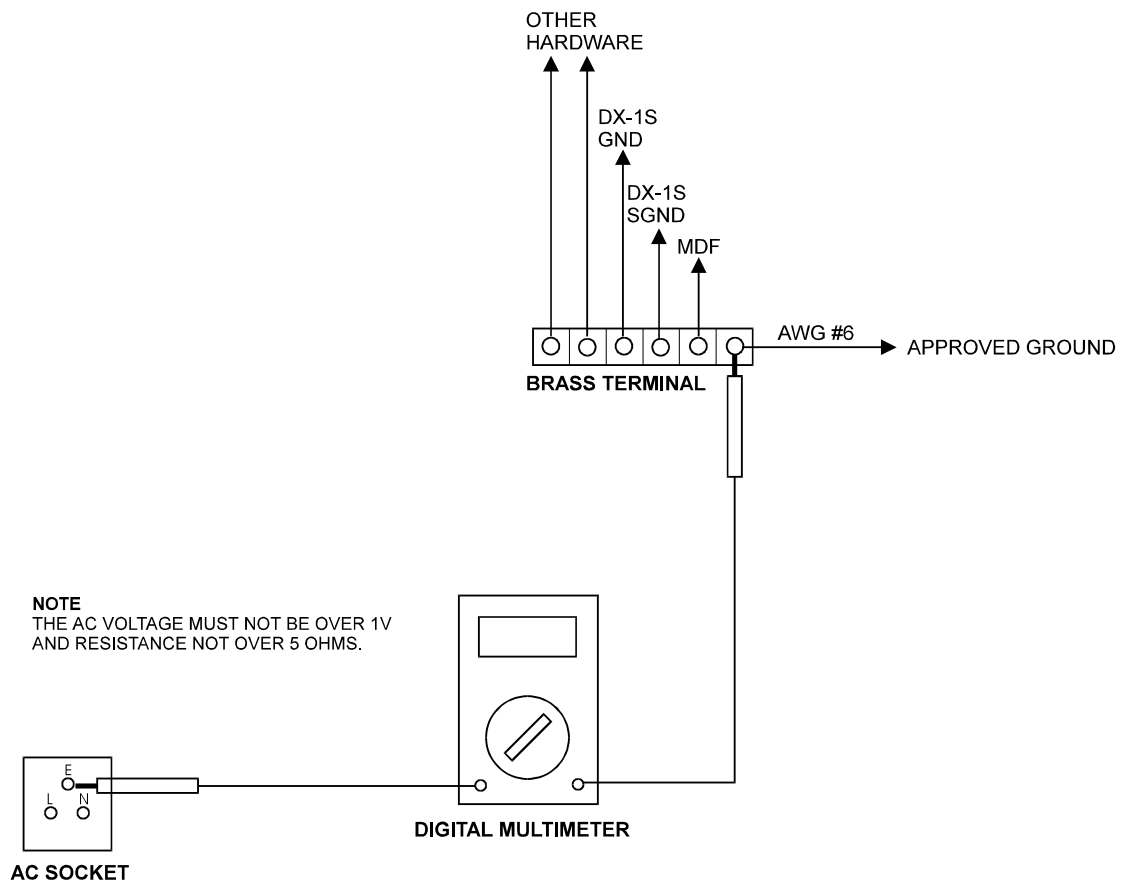 OTHER
HARDWARE
DX-1S
GND
DX-1S
SGND
MDF
AWG #6
APPROVED GROUND
BRASS TERMINAL
NOTE
THE AC VOLTAGE MUST NOT BE OVER 1V
AND RESISTANCE NOT OVER 5 OHMS.
E
L N
DIGITAL MULTIMETER
AC SOCKET